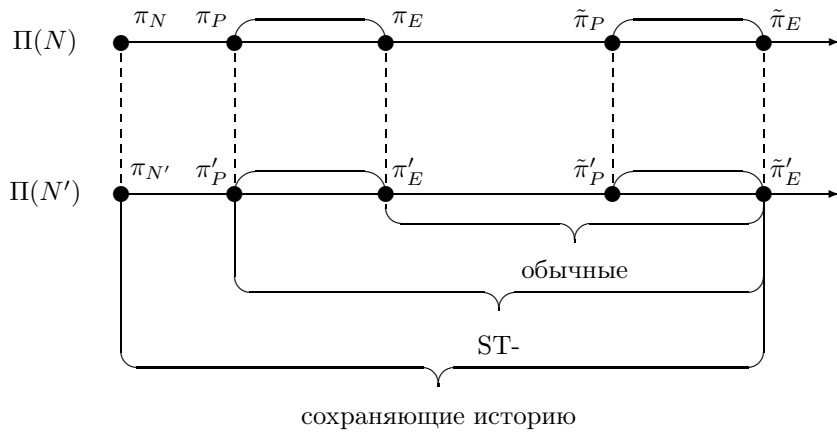 Π(N) π_N π_P π_E π̃_P π̃_E
Π(N′) π_{N′} π′_P π′_E π̃′_P π̃′_E
обычные
ST-
сохраняющие историю